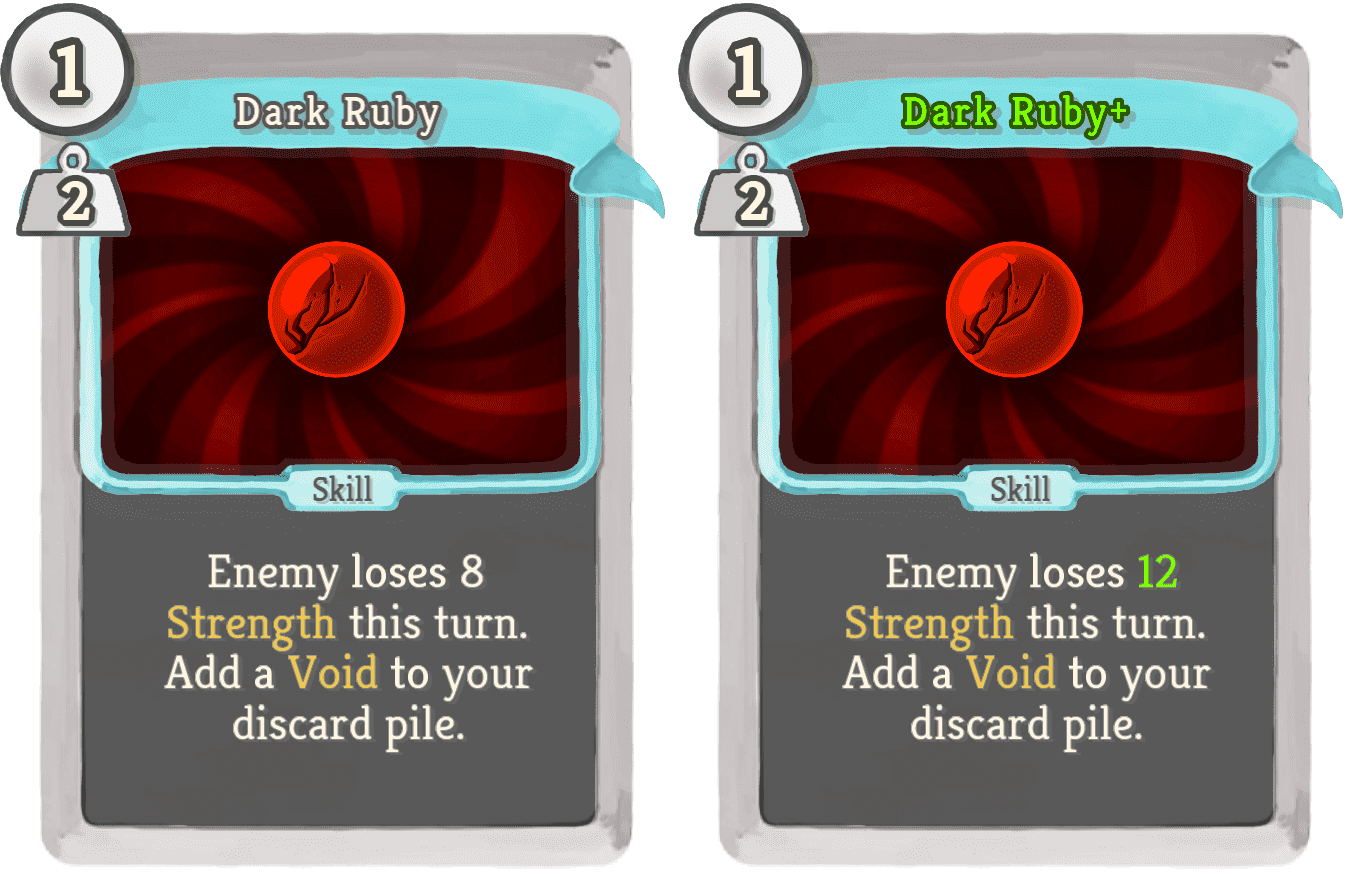 1
Dark Ruby
2
Skill
Enemy loses 8
Strength this turn.
Add a Void to your
discard pile.
1
Dark Ruby+
2
Skill
Enemy loses 12
Strength this turn.
Add a Void to your
discard pile.